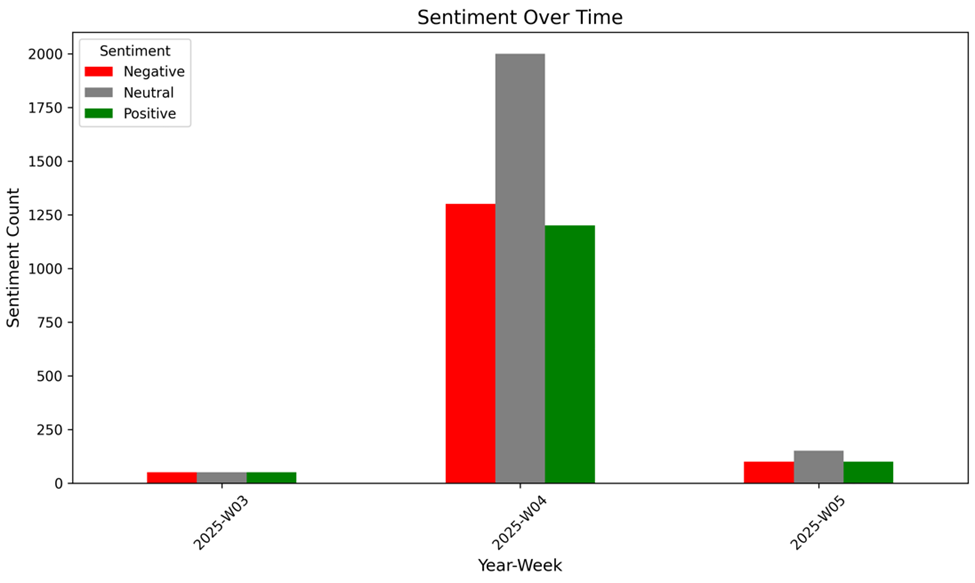 Sentiment Over Time
Sentiment
Negative
Neutral
Positive
Sentiment Count
2000
1750
1500
1250
1000
750
500
250
0
2025-W03
2025-W04
2025-W05
Year-Week